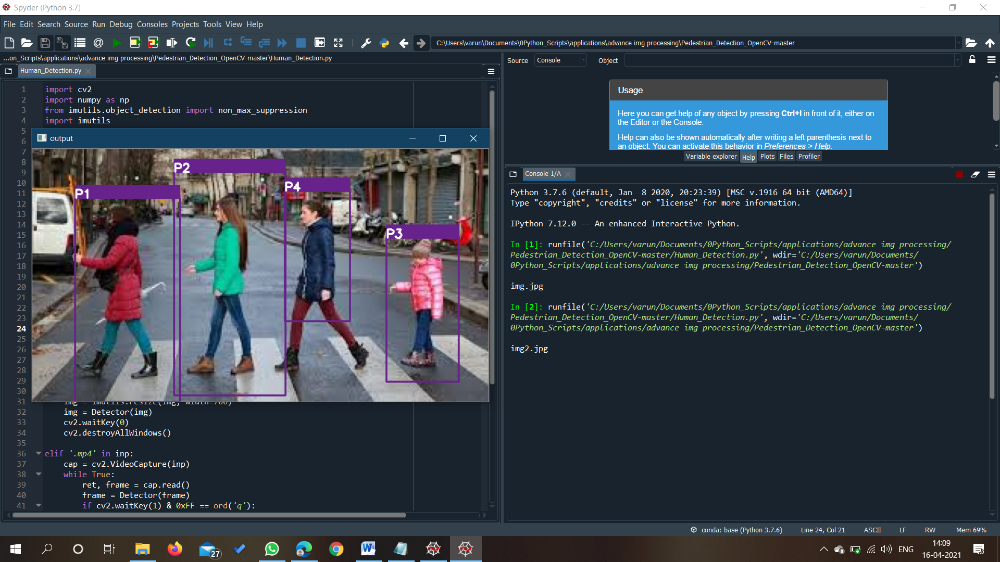 Spyder (Python 3.7)
File Edit Search Source Run Debug Consoles Projects Tools View Help
C:\Users\varun\Documents\0Python_Scripts\applications\advance img processing\Pedestrian_Detection_OpenCV-master
...on_Scripts\applications\advance img processing\Pedestrian_Detection_OpenCV-master\Human_Detection.py
Human_Detection.py
1 import cv2
2 import numpy as np
3 from imutils.object_detection import non_max_suppression
4 import imutils
5
6
7
8
9
10
11
12
13
14
15
16
17
18
19
20
21
22
23
24
25
26
27
28
29
30
output
P1
P2
P4
P3
31 img = imutils.resize(img, width=700)
32 img = Detector(img)
33 cv2.waitKey(0)
34 cv2.destroyAllWindows()
35
36 elif '.mp4' in inp:
37 cap = cv2.VideoCapture(inp)
38 while True:
39 ret, frame = cap.read()
40 frame = Detector(frame)
41 if cv2.waitKey(1) & 0xFF == ord('q'):
Source Console Object
Usage
Here you can get help of any object by pressing Ctrl+I in front of it, either on
the Editor or the Console.
Help can also be shown automatically after writing a left parenthesis next to
an object. You can activate this behavior in Preferences > Help.
Variable explorer Help Plots Files Profiler
Console 1/A
Python 3.7.6 (default, Jan  8 2020, 20:23:39) [MSC v.1916 64 bit (AMD64)]
Type "copyright", "credits" or "license" for more information.
IPython 7.12.0 -- An enhanced Interactive Python.
In [1]: runfile('C:/Users/varun/Documents/0Python_Scripts/applications/advance img processing/
Pedestrian_Detection_OpenCV-master/Human_Detection.py', wdir='C:/Users/varun/Documents/
0Python_Scripts/applications/advance img processing/Pedestrian_Detection_OpenCV-master')
img.jpg
In [2]: runfile('C:/Users/varun/Documents/0Python_Scripts/applications/advance img processing/
Pedestrian_Detection_OpenCV-master/Human_Detection.py', wdir='C:/Users/varun/Documents/
0Python_Scripts/applications/advance img processing/Pedestrian_Detection_OpenCV-master')
img2.jpg
conda: base (Python 3.7.6) Line 24, Col 21 ASCII LF RW Mem 69%
27
ENG
14:09
16-04-2021